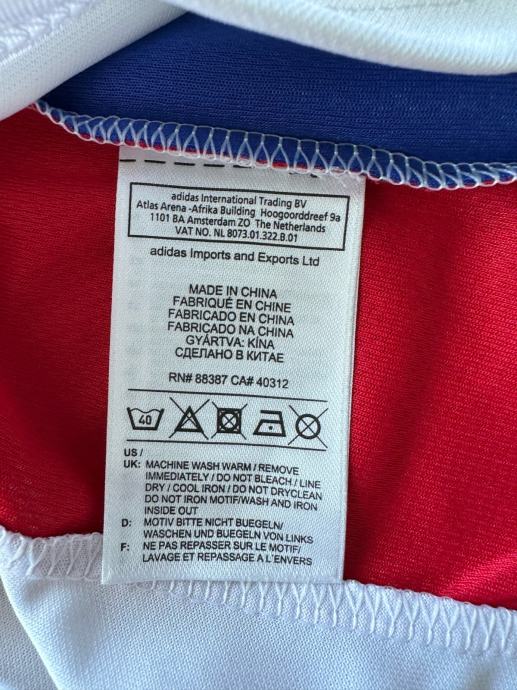 adidas International Trading BV
Atlas Arena -Afrika Building Hoogoorddreef 9a
1101 BA Amsterdam ZO The Netherlands
VAT NO. NL 8073.01.322.B.01
adidas Imports and Exports Ltd
MADE IN CHINA
FABRIQUÉ EN CHINE
FABRICADO EN CHINA
FABRICADO NA CHINA
GYÁRTVA: KÍNA
СДЕЛАНО В КИТАЕ
RN# 88387 CA# 40312
40
US /
UK: MACHINE WASH WARM / REMOVE
IMMEDIATELY / DO NOT BLEACH / LINE
DRY / COOL IRON / DO NOT DRYCLEAN
DO NOT IRON MOTIF/WASH AND IRON
INSIDE OUT
D: MOTIV BITTE NICHT BUEGELN/
WASCHEN UND BUEGELN VON LINKS
F: NE PAS REPASSER SUR LE MOTIF/
LAVAGE ET REPASSAGE A L'ENVERS